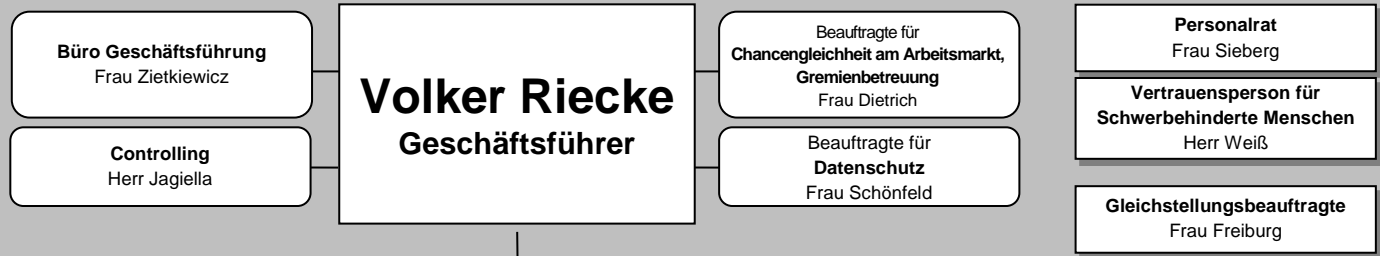 Büro Geschäftsführung
Frau Zietkiewicz
Controlling
Herr Jagiella
Volker Riecke
Geschäftsführer
Beauftragte für
Chancengleichheit am Arbeitsmarkt,
Gremienbetreuung
Frau Dietrich
Beauftragte für
Datenschutz
Frau Schönfeld
Personalrat
Frau Sieberg
Vertrauensperson für
Schwerbehinderte Menschen
Herr Weiß
Gleichstellungsbeauftragte
Frau Freiburg